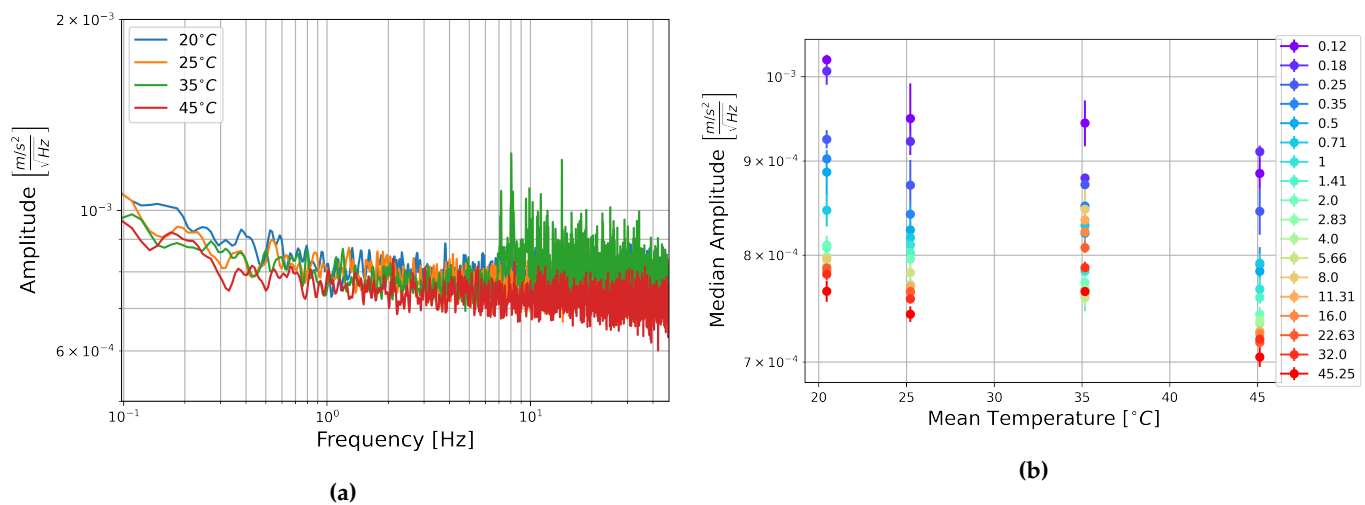 2 × 10⁻³
10⁻³
6 × 10⁻⁴
Amplitude [m/s²/√Hz]
20°C
25°C
35°C
45°C
10⁻¹
10⁰
10¹
Frequency [Hz]
(a)
10⁻³
9 × 10⁻⁴
8 × 10⁻⁴
7 × 10⁻⁴
Median Amplitude [m/s²/√Hz]
20
25
30
35
40
45
Mean Temperature [°C]
0.12
0.18
0.25
0.35
0.5
0.71
1
1.41
2.0
2.83
4.0
5.66
8.0
11.31
16.0
22.63
32.0
45.25
(b)